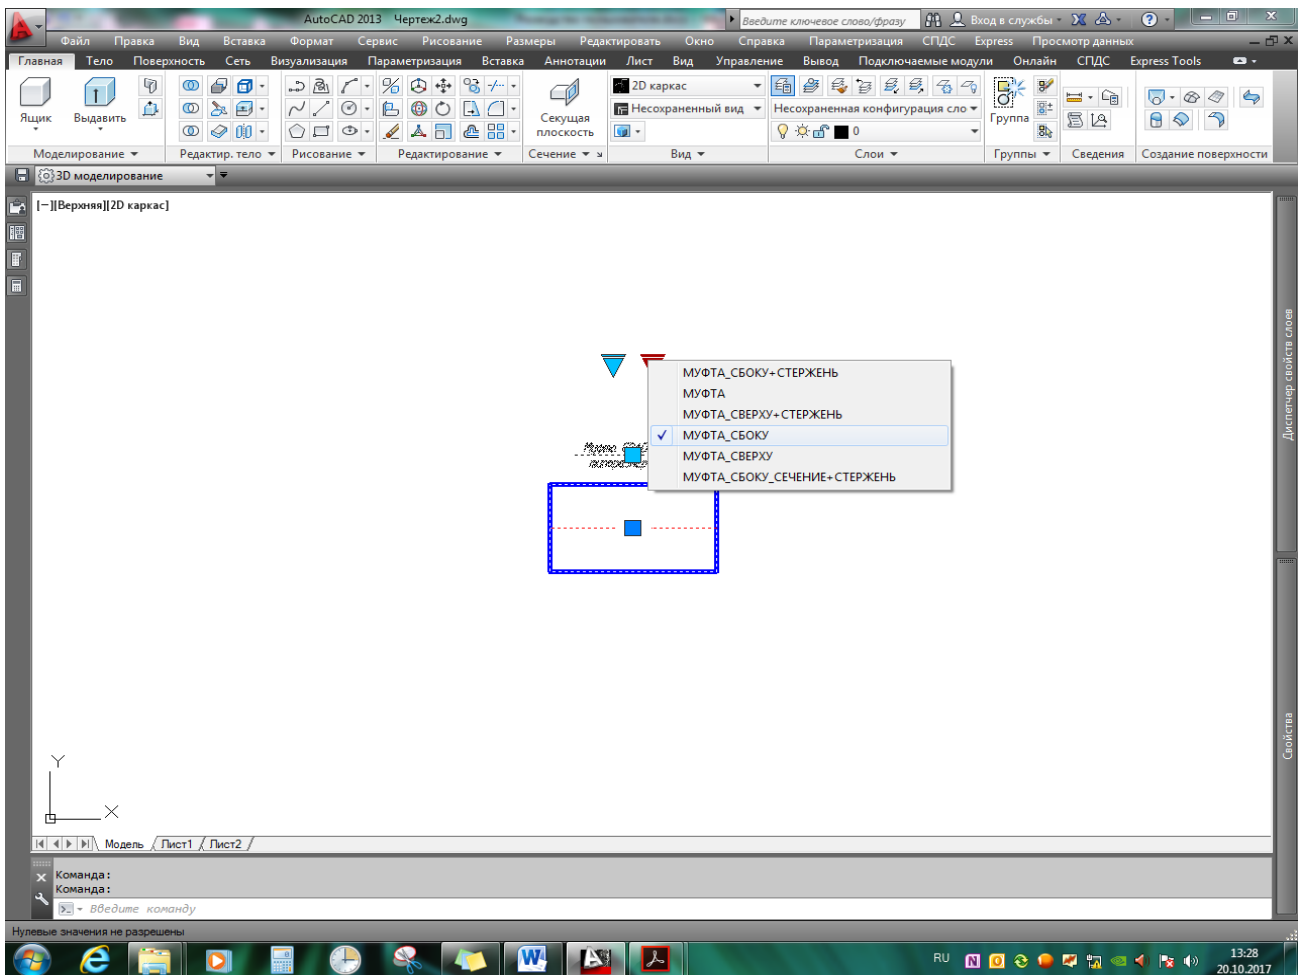 AutoCAD 2013 Чертеж2.dwg
Введите ключевое слово/фразу
Вход в службы
Файл Правка Вид Вставка Формат Сервис Рисование Размеры Редактировать Окно Справка Параметризация СПДС Express Просмотр данных
Главная Тело Поверхность Сеть Визуализация Параметризация Вставка Аннотации Лист Вид Управление Вывод Подключаемые модули Онлайн СПДС Express Tools
Ящик
Выдавить
Секущая
плоскость
2D каркас
Несохраненный вид
Несохраненная конфигурация сло
0
Группа
Моделирование Редактир. тело Рисование Редактирование Сечение Вид Слои Группы Сведения Создание поверхности
3D моделирование
[−][Верхняя][2D каркас]
МУФТА_СБОКУ+СТЕРЖЕНЬ
МУФТА
МУФТА_СВЕРХУ+СТЕРЖЕНЬ
МУФТА_СБОКУ
МУФТА_СВЕРХУ
МУФТА_СБОКУ_СЕЧЕНИЕ+СТЕРЖЕНЬ
Муфта
Диспетчер свойств слоев
Свойства
Y
X
Модель Лист1 Лист2
Команда:
Команда:
Введите команду
Нулевые значения не разрешены
RU
13:28
20.10.2017